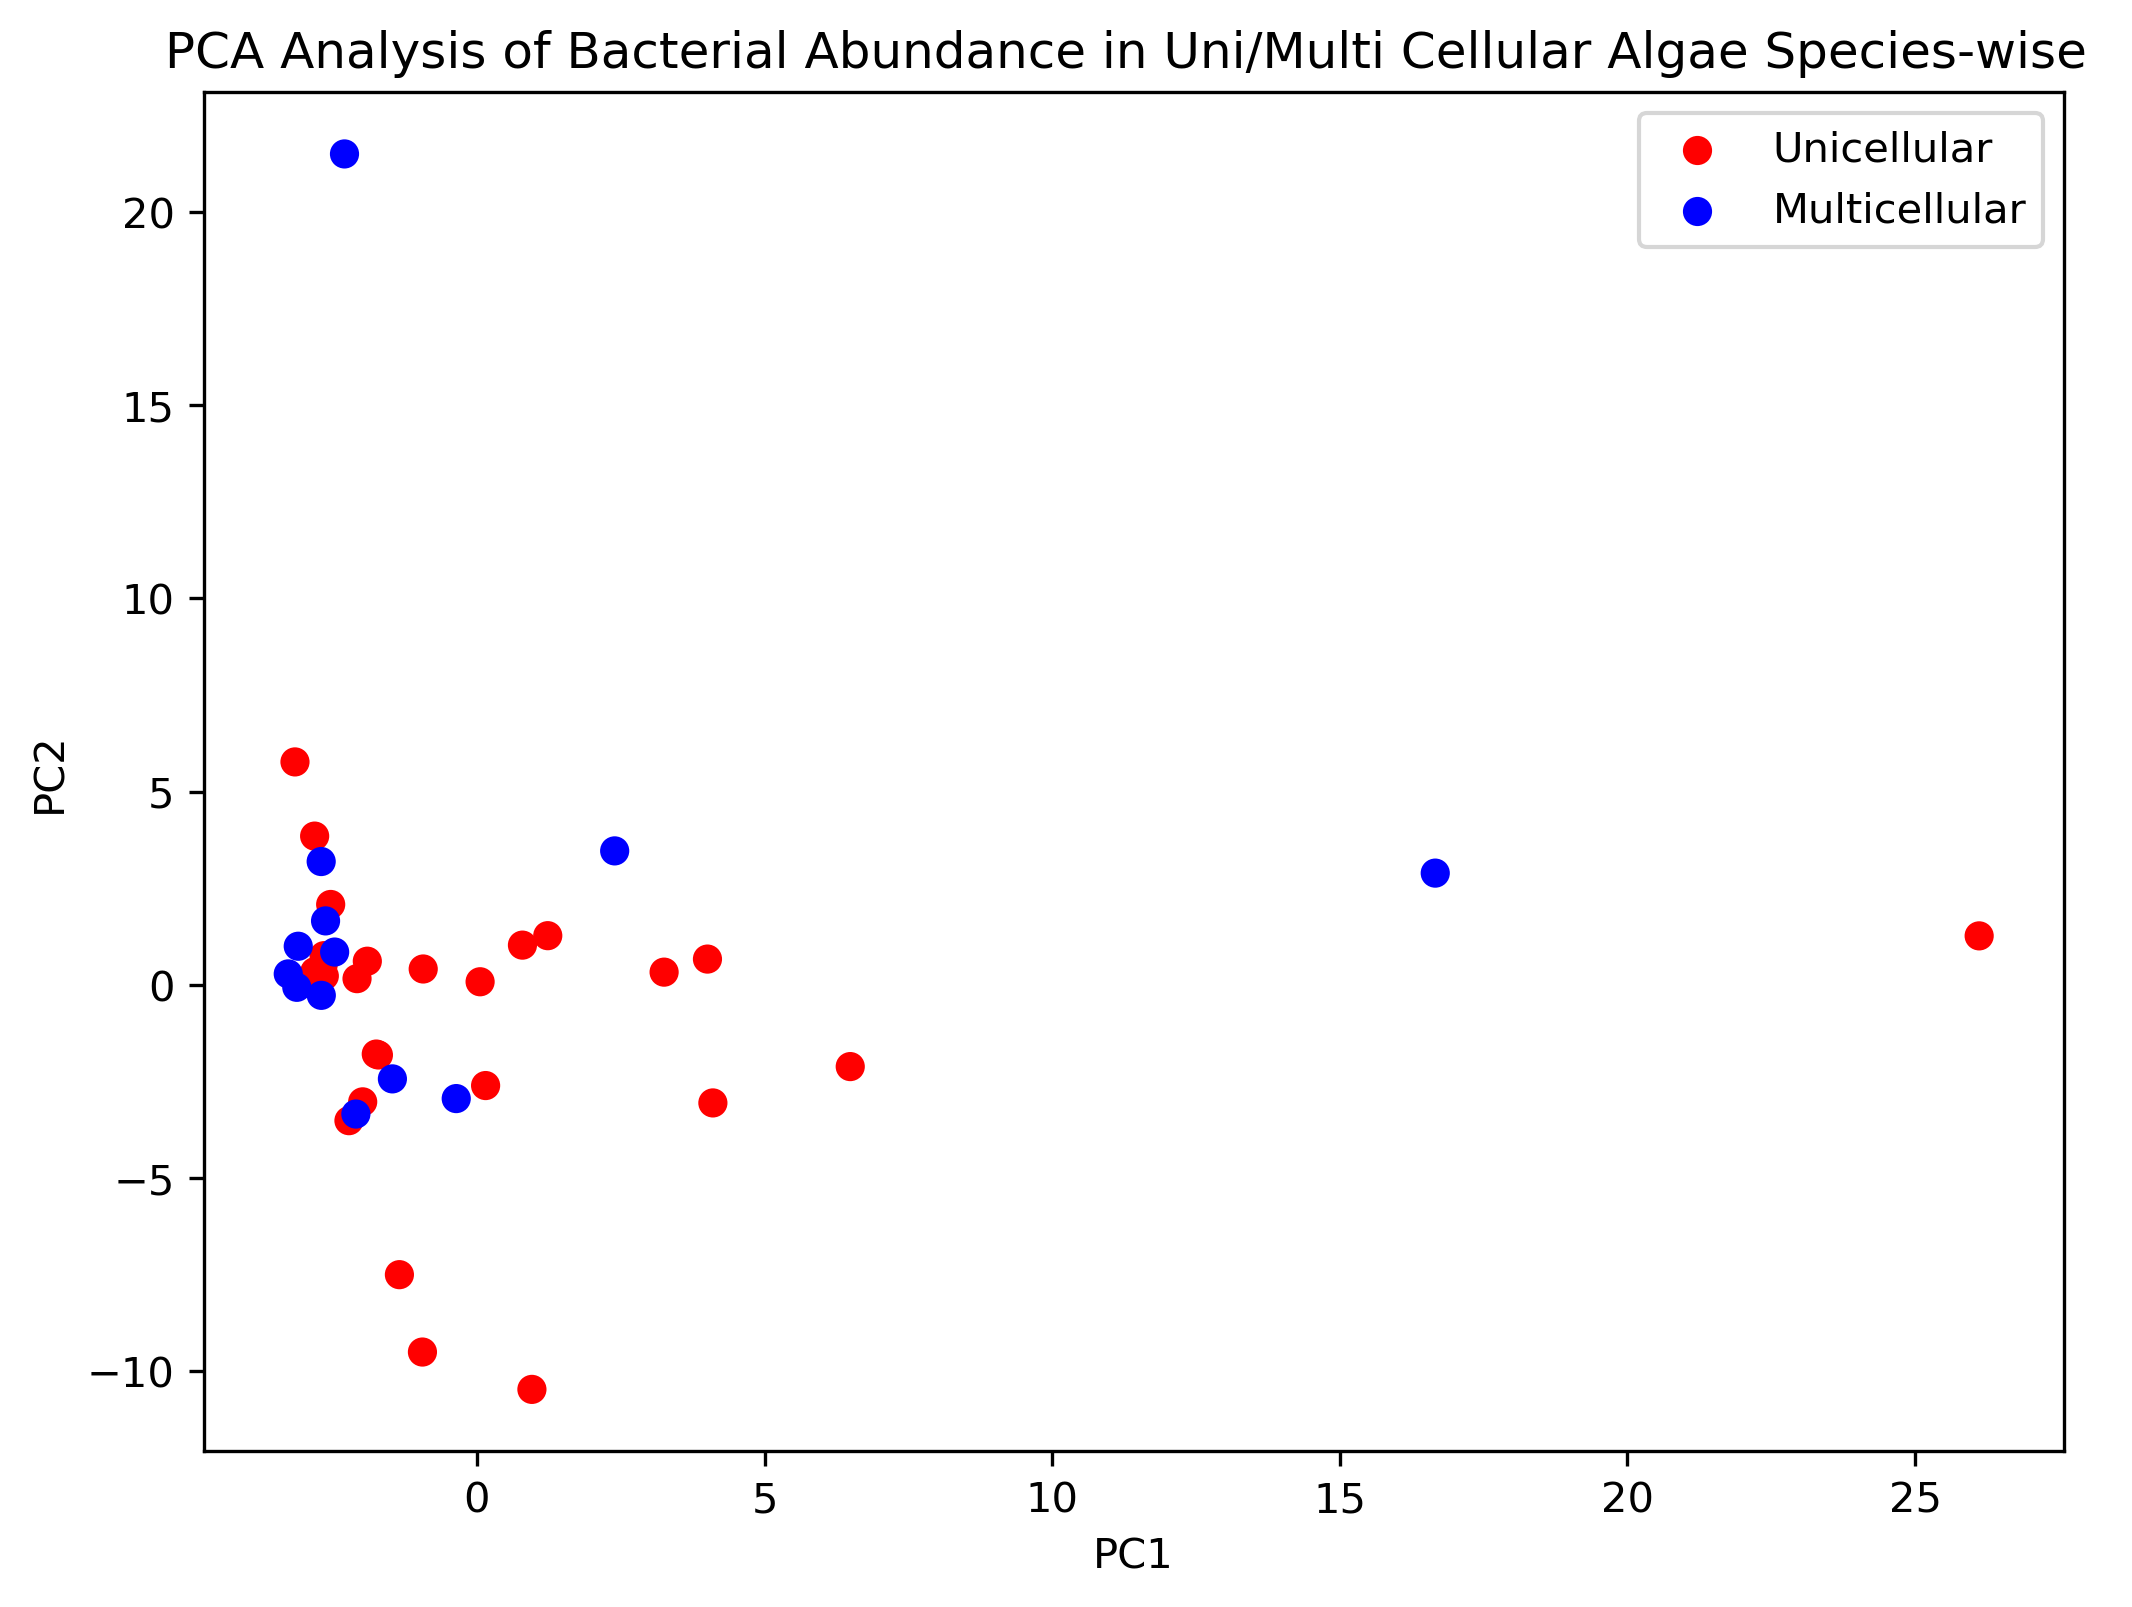 PCA Analysis of Bacterial Abundance in Uni/Multi Cellular Algae Species-wise
Unicellular
Multicellular
20
15
10
5
0
−5
−10
PC2
0 5 10 15 20 25
PC1